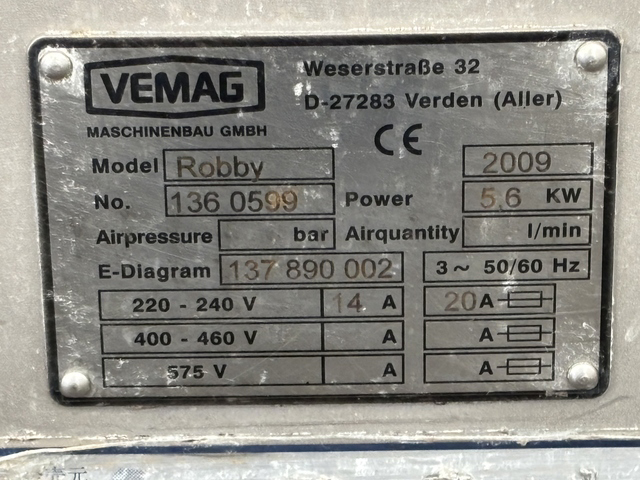 VEMAG
MASCHINENBAU GMBH
Weserstraße 32
D-27283 Verden (Aller)
CE
Model Robby 2009
No. 136 0599 Power 5,6 KW
Airpressure bar Airquantity l/min
E-Diagram 137 890 002 3~ 50/60 Hz
220 - 240 V 14 A 20 A
400 - 460 V A A
575 V A A